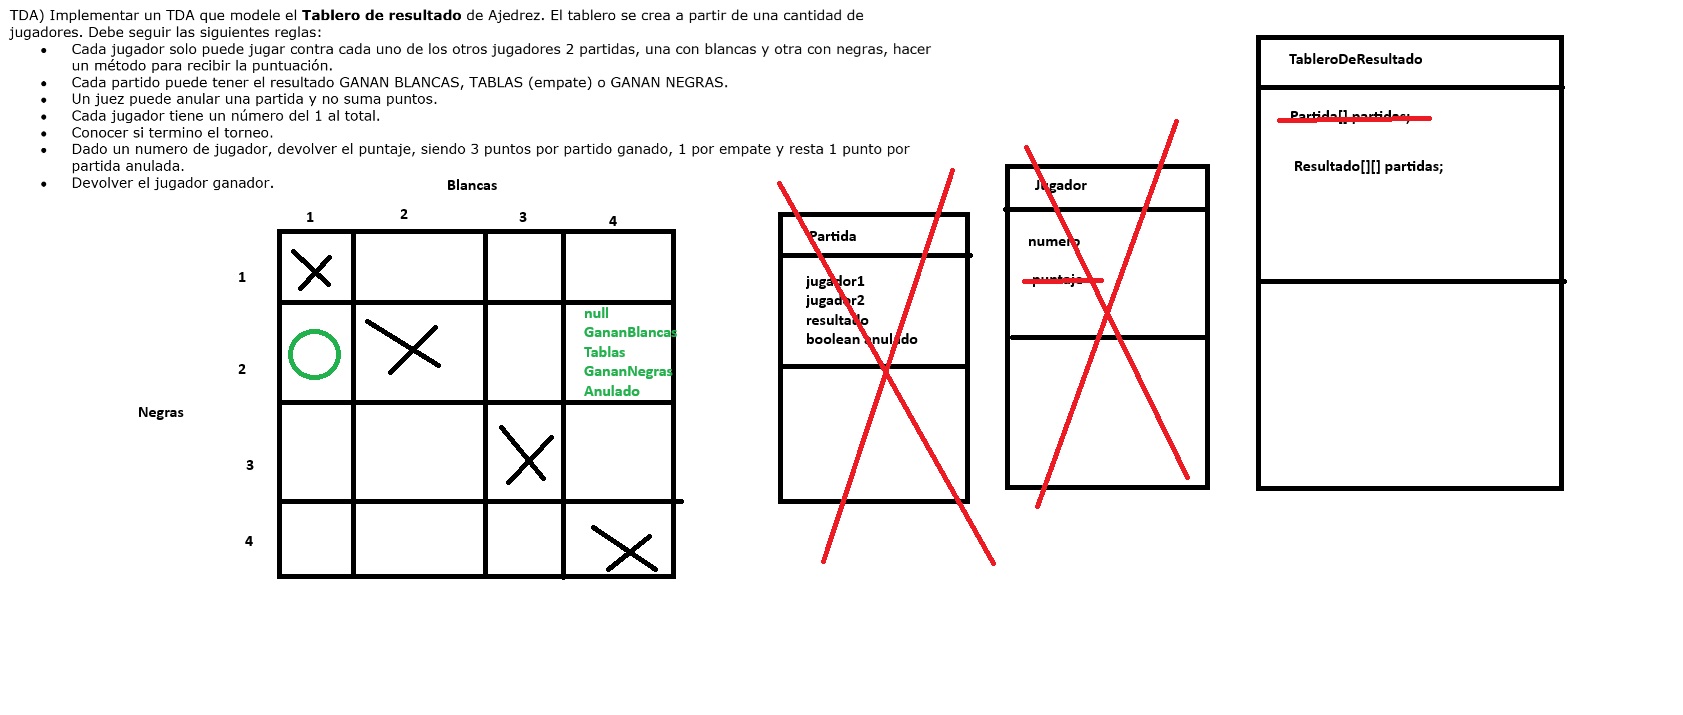 TDA) Implementar un TDA que modele el Tablero de resultado de Ajedrez. El tablero se crea a partir de una cantidad de
jugadores. Debe seguir las siguientes reglas:
• Cada jugador solo puede jugar contra cada uno de los otros jugadores 2 partidas, una con blancas y otra con negras, hacer
un método para recibir la puntuación.
• Cada partido puede tener el resultado GANAN BLANCAS, TABLAS (empate) o GANAN NEGRAS.
• Un juez puede anular una partida y no suma puntos.
• Cada jugador tiene un número del 1 al total.
• Conocer si termino el torneo.
• Dado un numero de jugador, devolver el puntaje, siendo 3 puntos por partido ganado, 1 por empate y resta 1 punto por
partida anulada.
• Devolver el jugador ganador.
Blancas
1 2 3 4
1
2
Negras
3
4
null
GananBlancas
Tablas
GananNegras
Anulado
Partida
jugador1
jugador2
resultado
boolean anulado
Jugador
numero
puntaje
TableroDeResultado
Partida[] partidas;
Resultado[][] partidas;